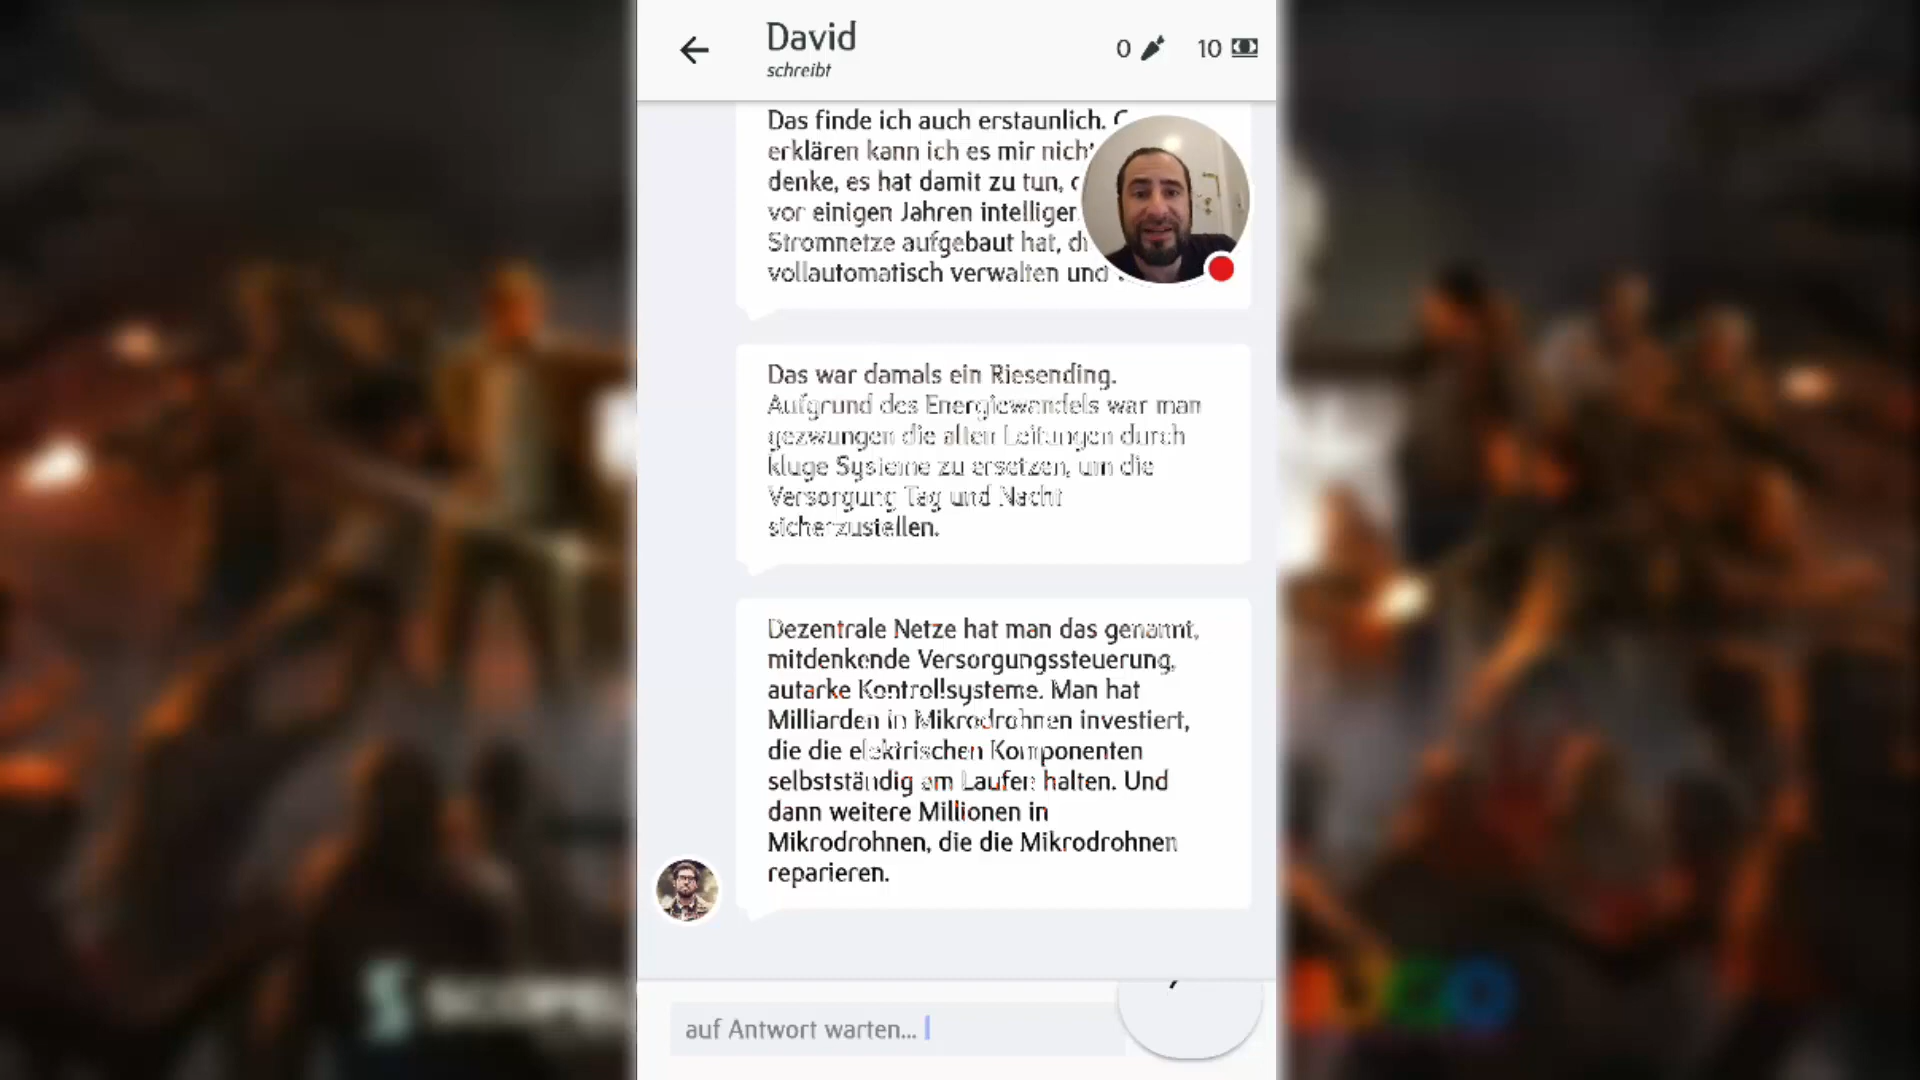 David
schreibt
0
10
Das finde ich auch erstaunlich.
erklären kann ich es mir
denke, es hat damit zu tun,
vor einigen Jahren
Stromnetze aufgebaut hat,
vollautomatisch verwalten und
Das war damals ein Riesending.
Aufgrund des Energiewandels war man
gezwungen die alten Leitungen durch
kluge Systeme zu ersetzen, um die
Versorgung Tag und Nacht
sicherzustellen.
Dezentrale Netze hat man das genannt,
mitdenkende Versorgungssteuerung,
autarke Kontrollsysteme. Man hat
Milliarden in Mikrodrohnen investiert,
die die elektrischen Komponenten
selbstständig am Laufen halten. Und
dann weitere Millionen in
Mikrodrohnen, die die Mikrodrohnen
reparieren.
auf Antwort warten...